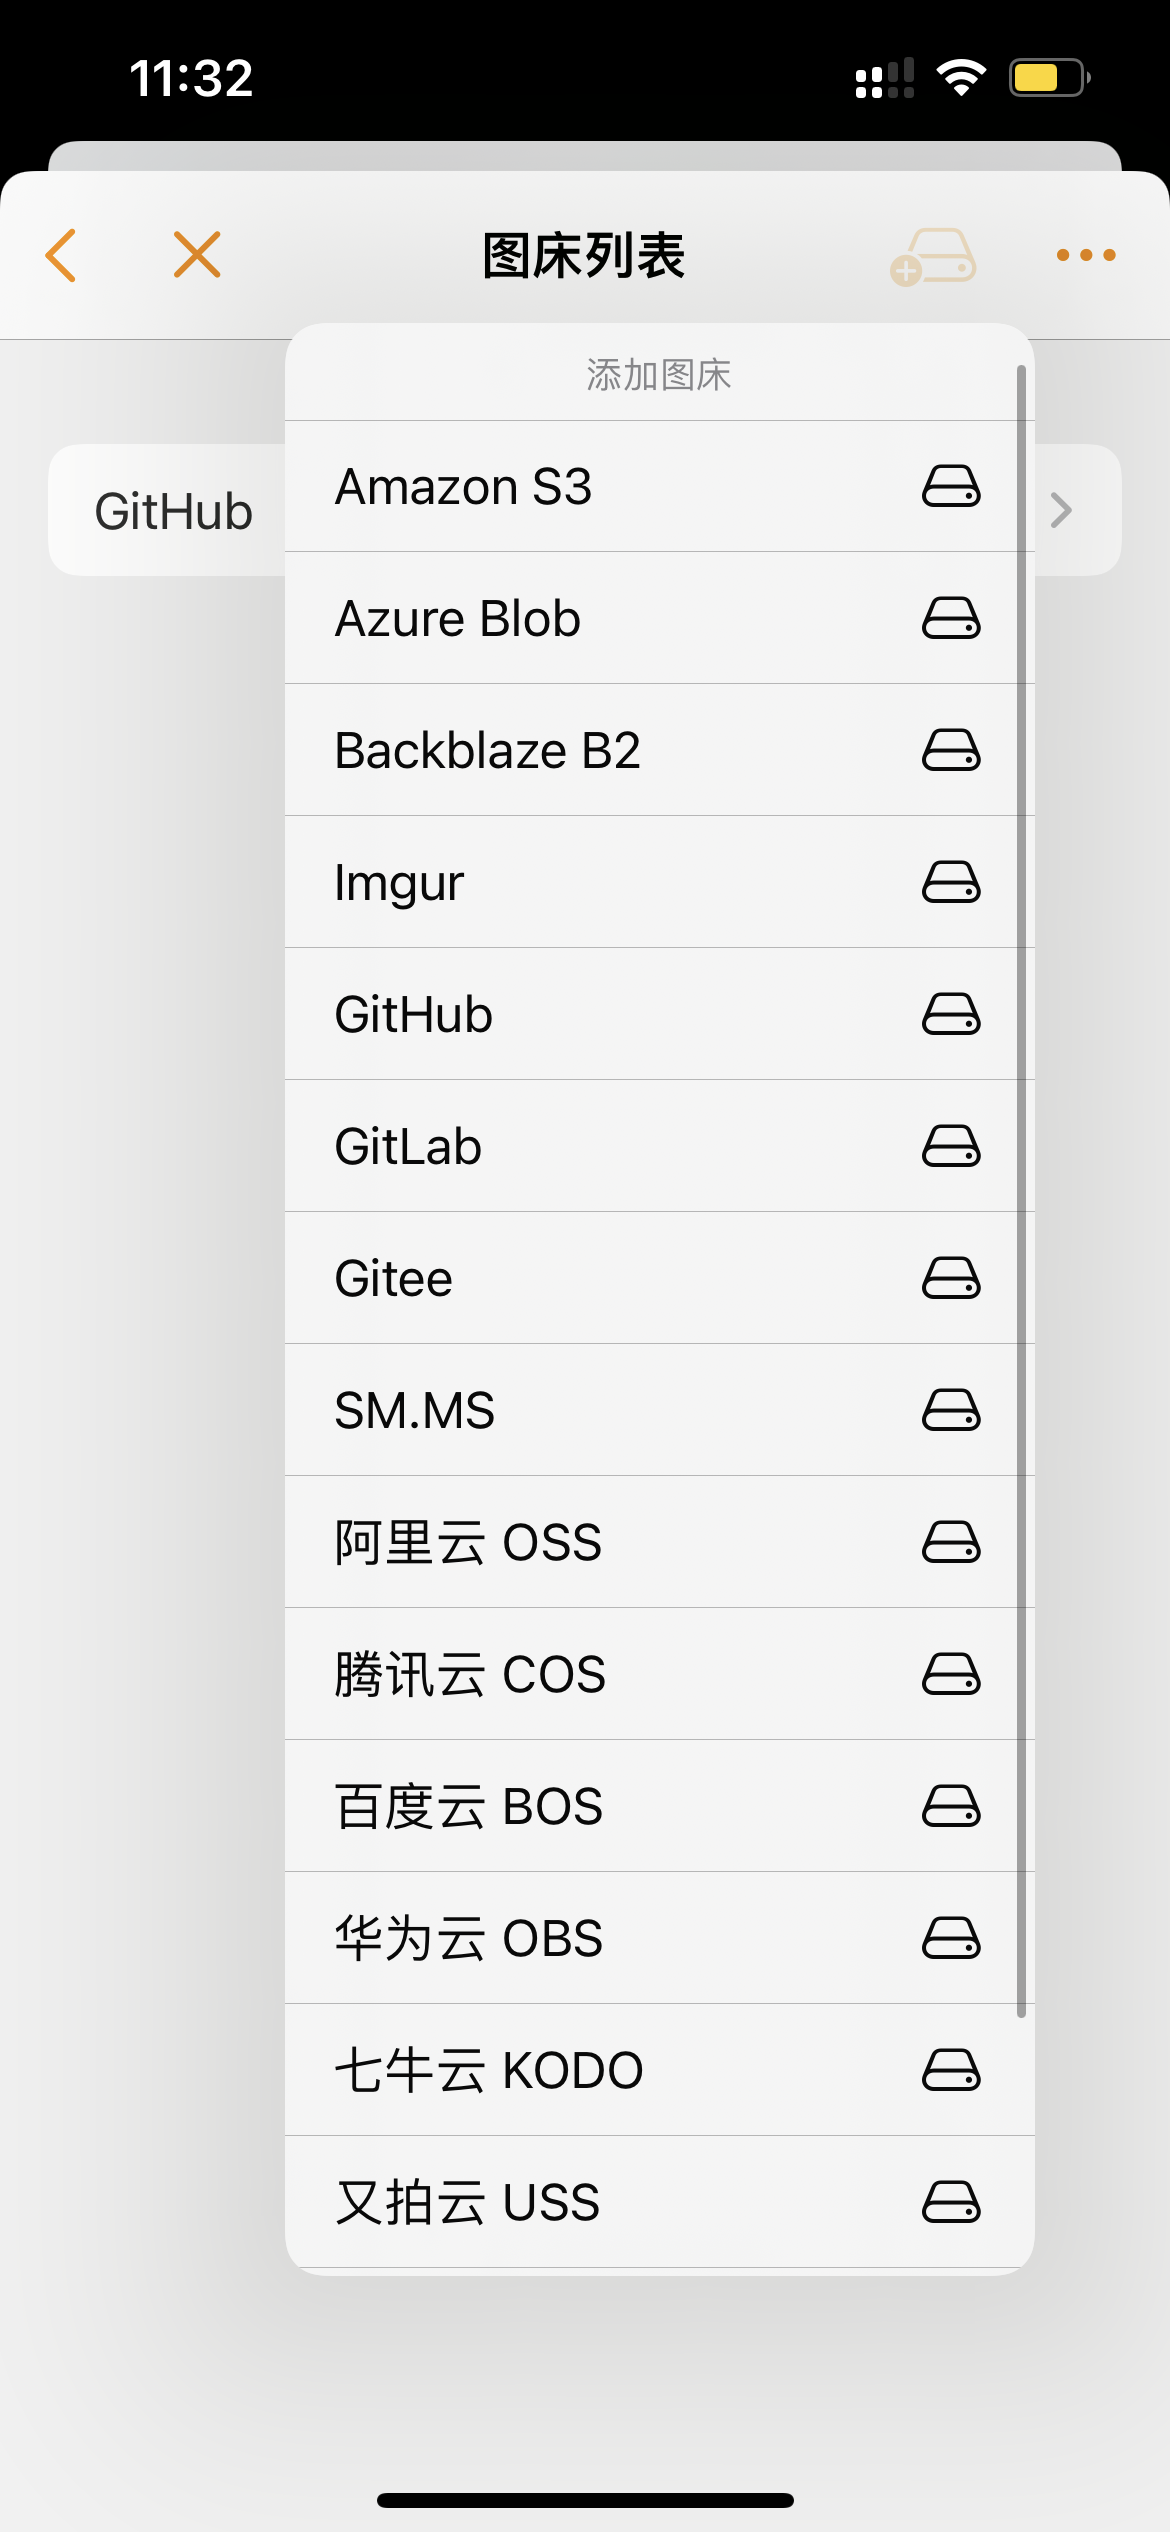 11:32
图床列表
添加图床
GitHub
Amazon S3
Azure Blob
Backblaze B2
Imgur
GitHub
GitLab
Gitee
SM.MS
阿里云 OSS
腾讯云 COS
百度云 BOS
华为云 OBS
七牛云 KODO
又拍云 USS